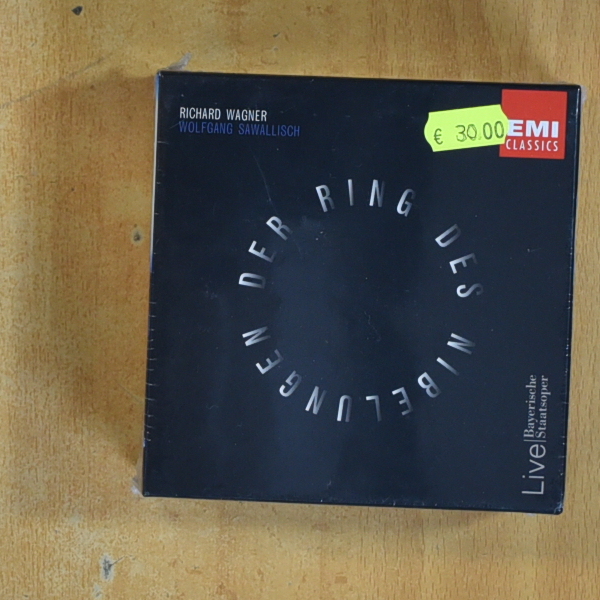 RICHARD WAGNER
WOLFGANG SAWALLISCH
€ 30.00
EMI
CLASSICS
DER RING DES NIBELUNGEN
Live
Bayerische
Staatsoper